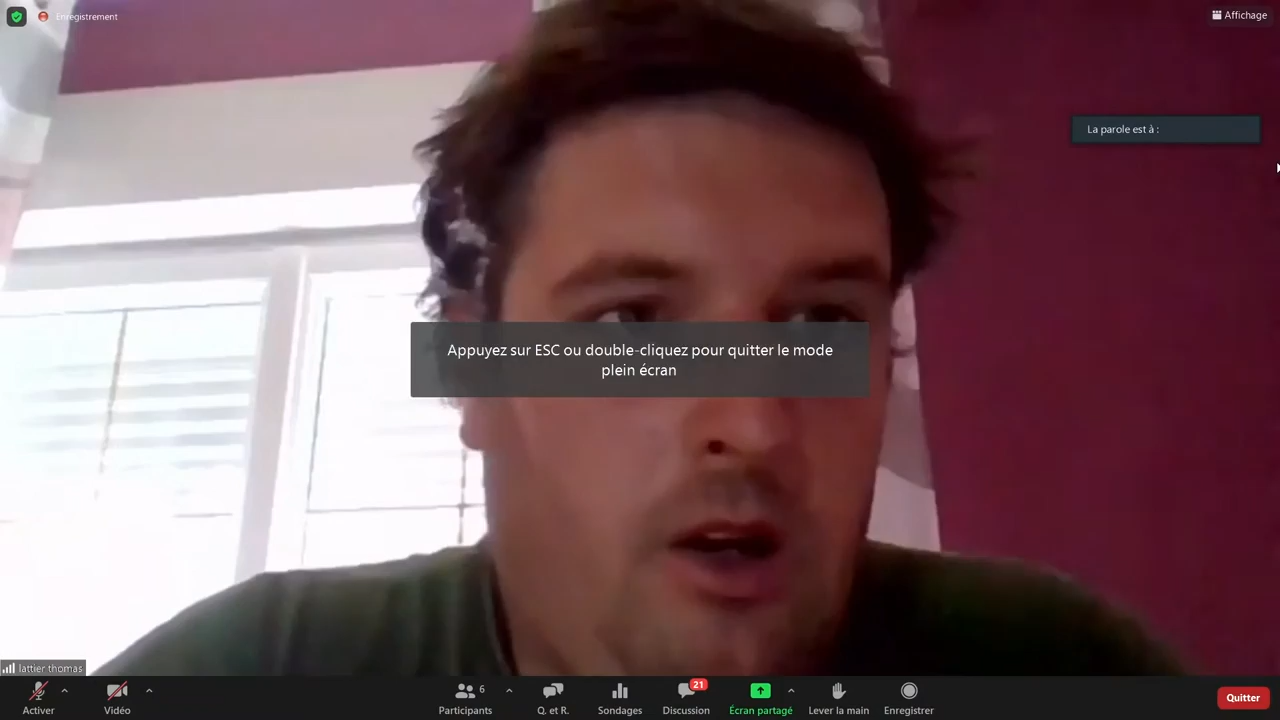 Enregistrement
Affichage
La parole est à :
Appuyez sur ESC ou double-cliquez pour quitter le mode
plein écran
lattier thomas
Activer
Vidéo
6
Participants
Q. et R.
Sondages
21
Discussion
Écran partagé
Lever la main
Enregistrer
Quitter